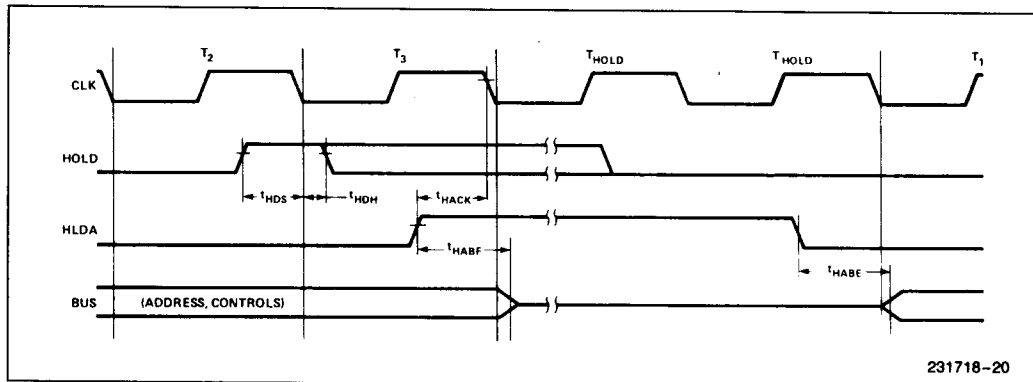 T2 T3 THOLD THOLD T1
CLK
HOLD
tHDS tHDH tHACK
HLDA
tHABF tHABE
BUS (ADDRESS, CONTROLS)
231718-20